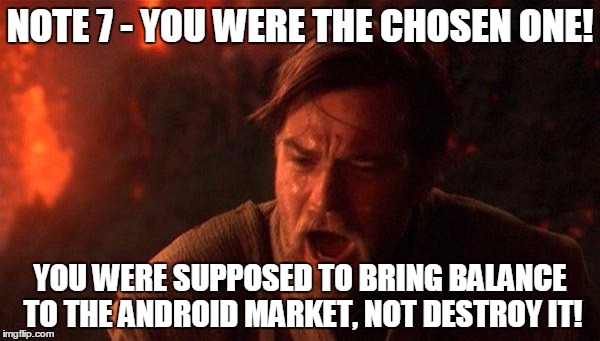 NOTE 7 - YOU WERE THE CHOSEN ONE!
YOU WERE SUPPOSED TO BRING BALANCE
TO THE ANDROID MARKET, NOT DESTROY IT!
imgflip.com